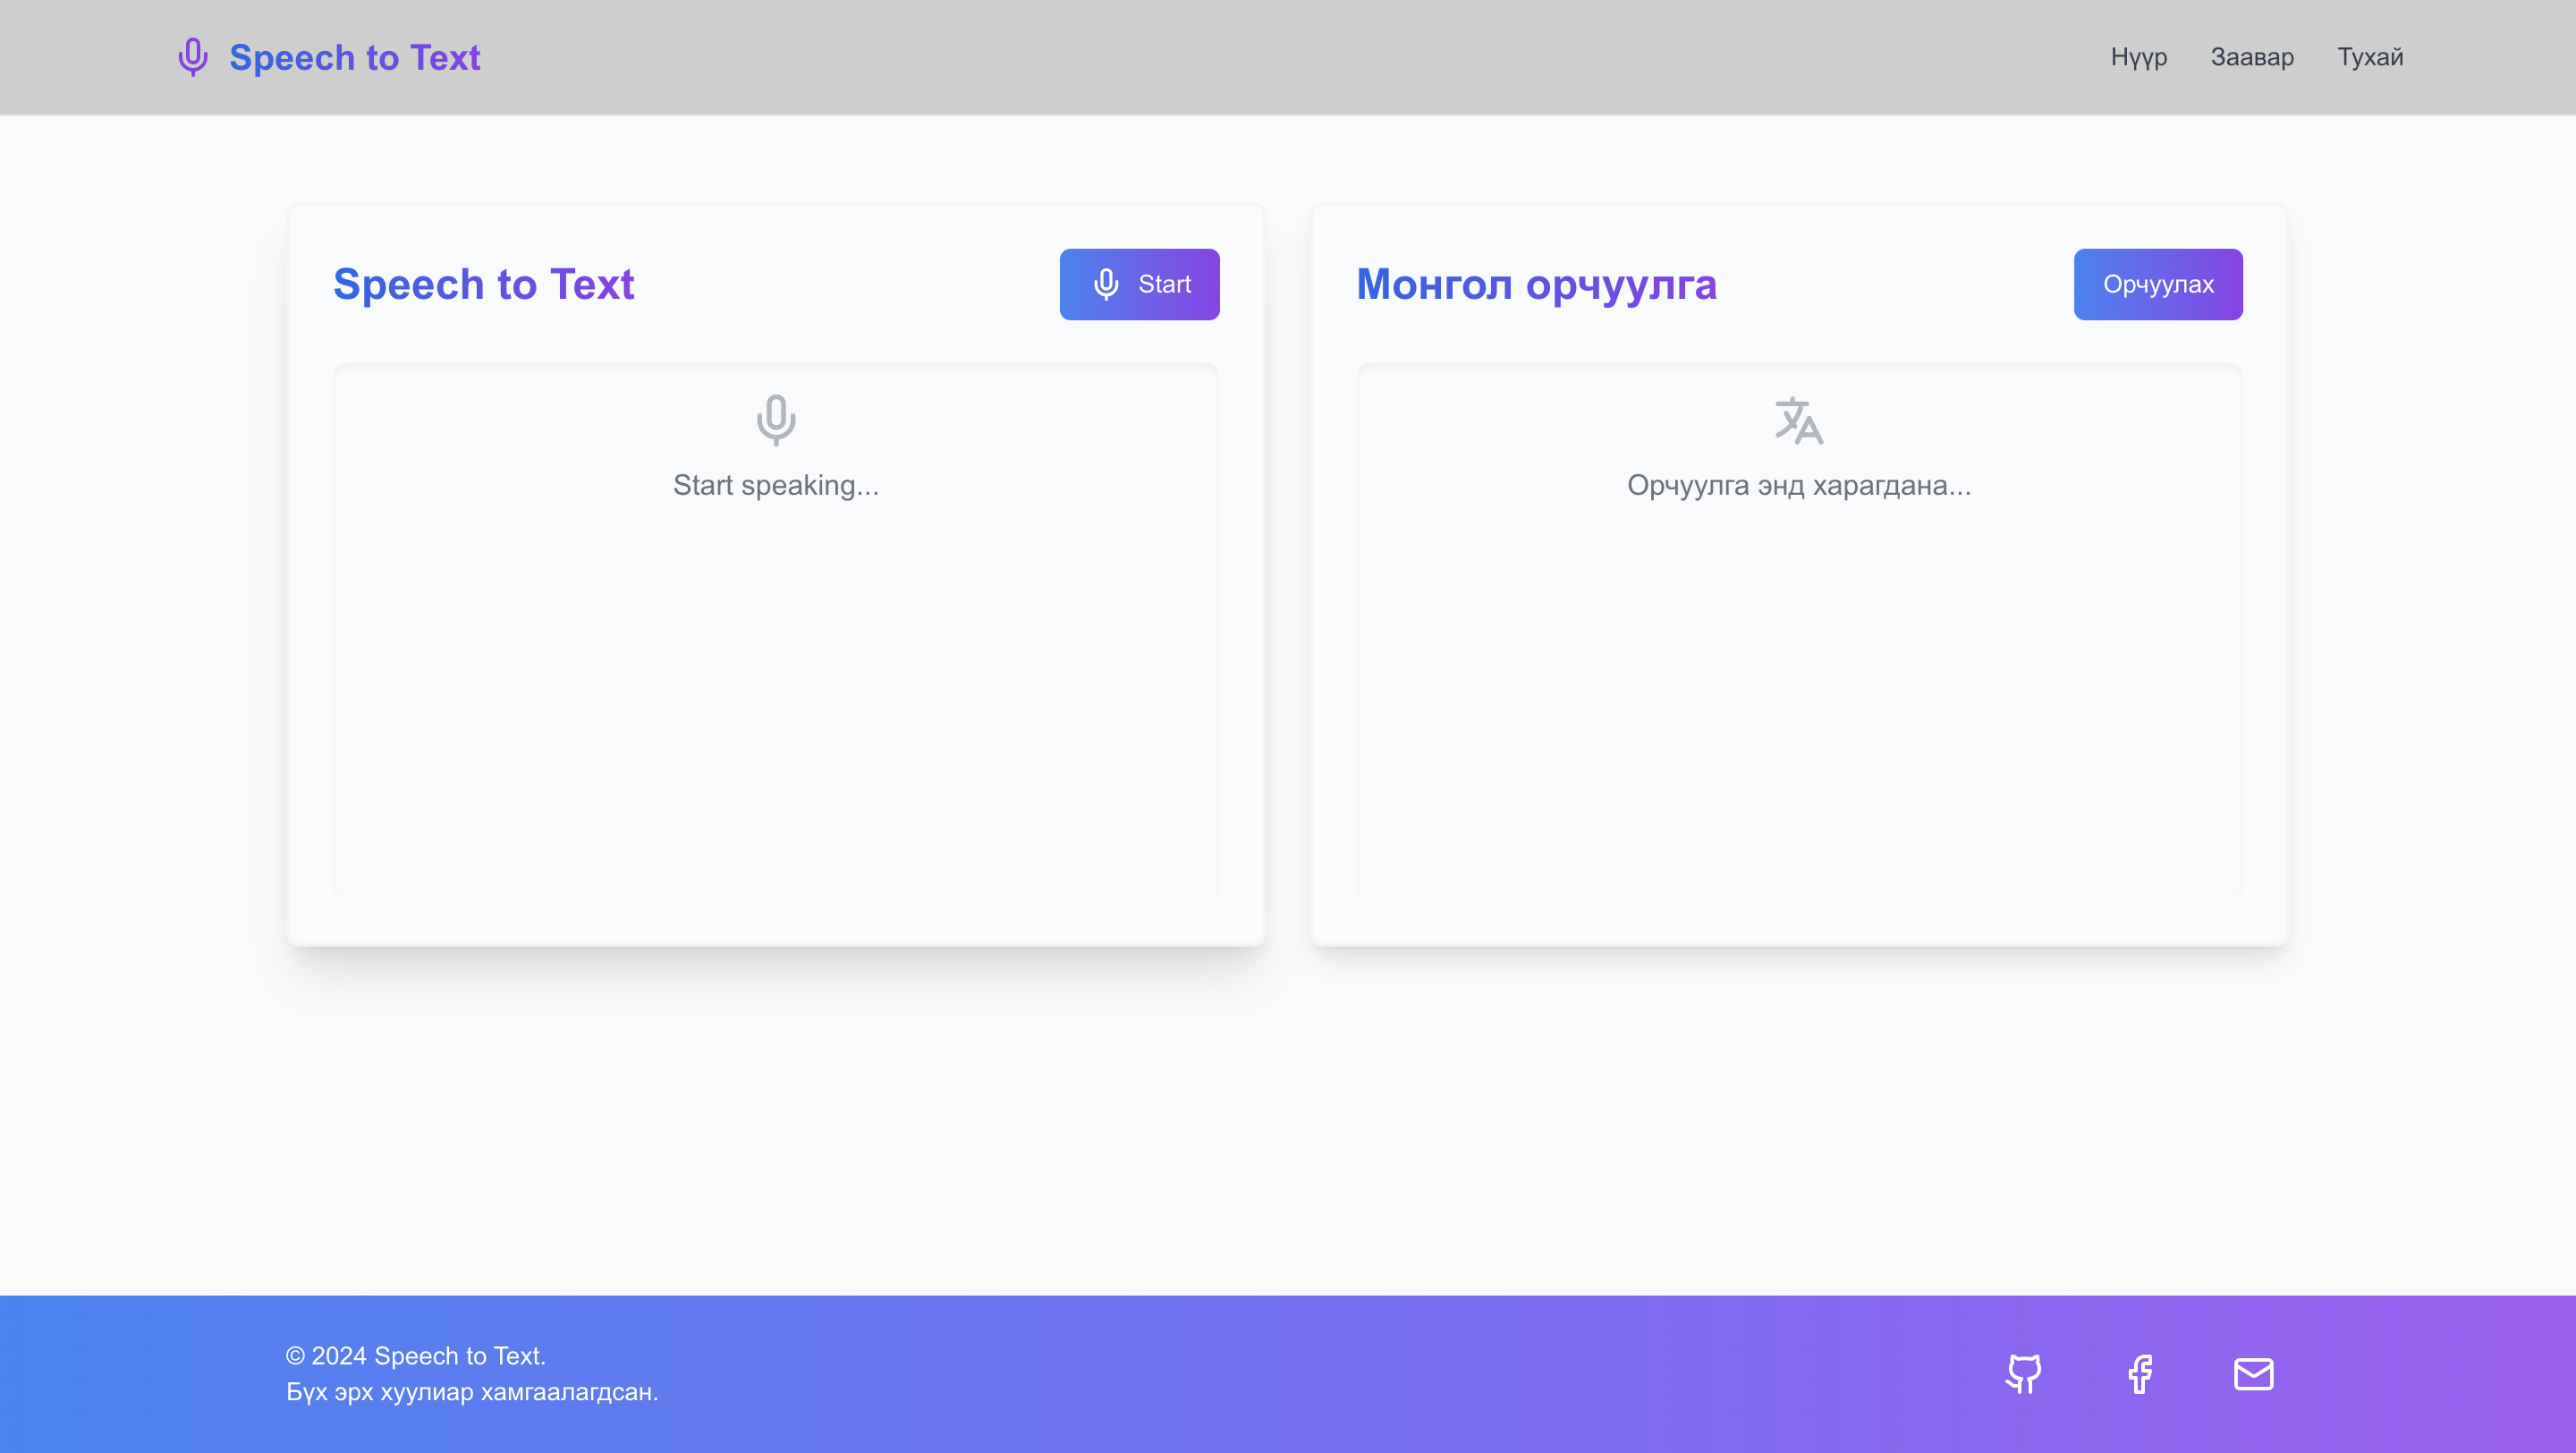 Speech to Text
Нүүр Заавар Тухай
Speech to Text
Start
Start speaking...
Монгол орчуулга
Орчуулах
Орчуулга энд харагдана...
© 2024 Speech to Text.
Бүх эрх хуулиар хамгаалагдсан.